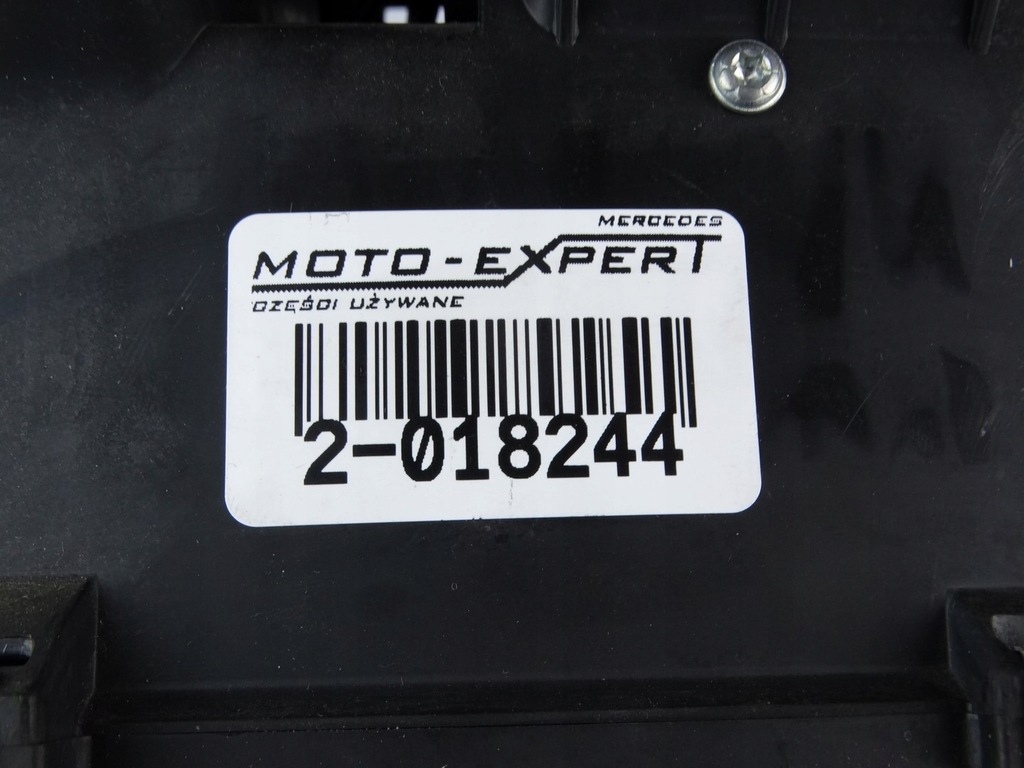 MERCEDES
MOTO-EXPERT
CZĘŚCI UŻYWANE
2-018244